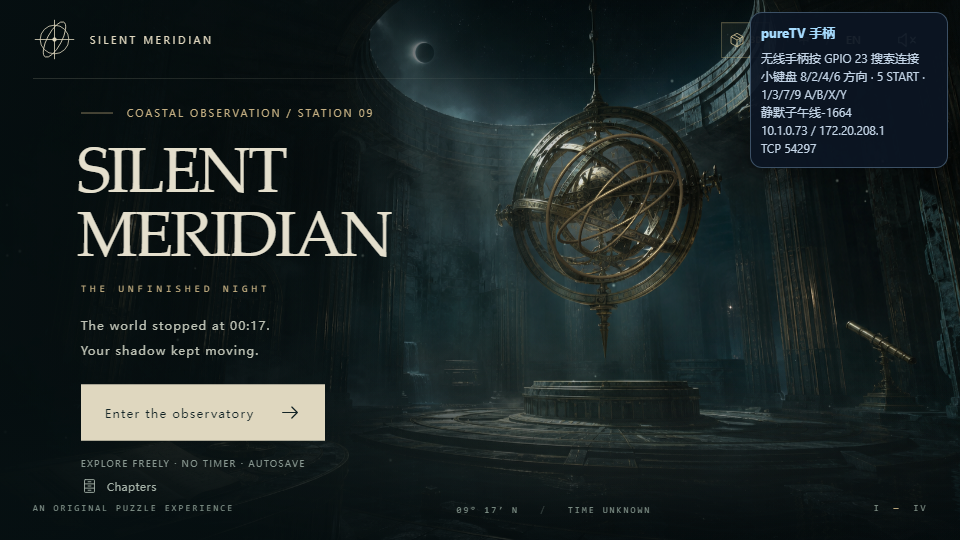 SILENT MERIDIAN
EN
pureTV 手柄
无线手柄按 GPIO 23 搜索连接
小键盘 8/2/4/6 方向 · 5 START ·
1/3/7/9 A/B/X/Y
静默子午线-1664
10.1.0.73 / 172.20.208.1
TCP 54297
COASTAL OBSERVATION / STATION 09
SILENT
MERIDIAN
THE UNFINISHED NIGHT
The world stopped at 00:17.
Your shadow kept moving.
Enter the observatory
EXPLORE FREELY · NO TIMER · AUTOSAVE
Chapters
AN ORIGINAL PUZZLE EXPERIENCE
09° 17′ N / TIME UNKNOWN
I — IV